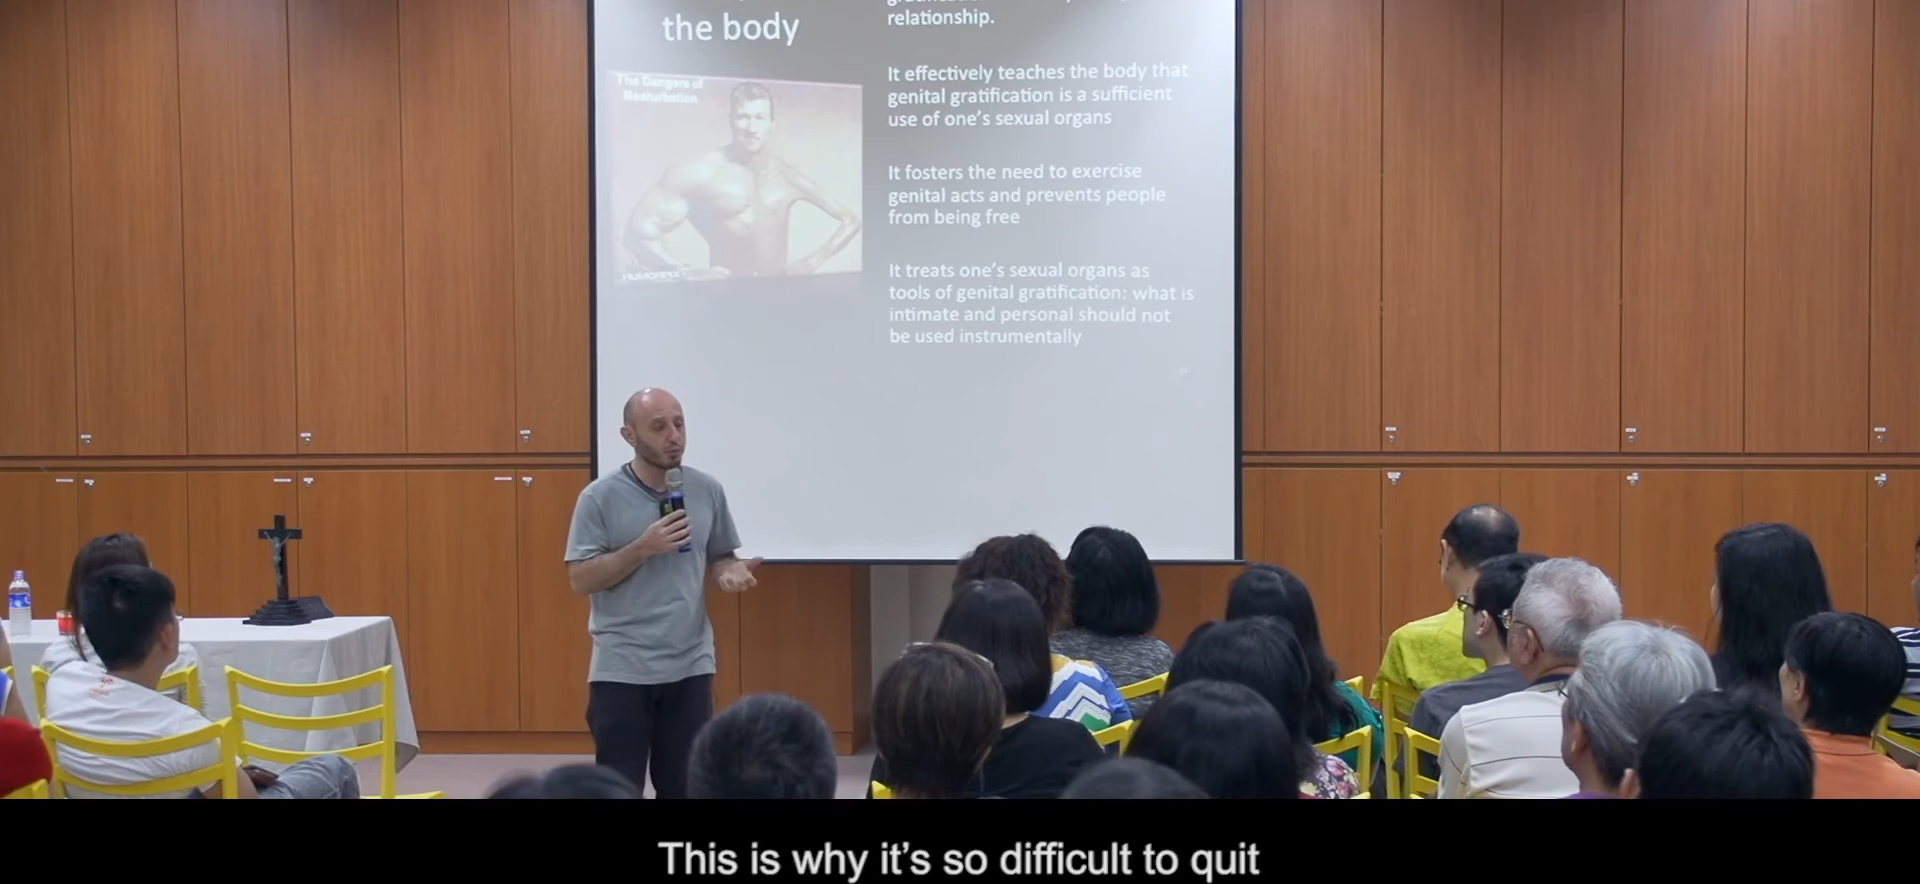 the body
relationship.
It effectively teaches the body that
genital gratification is a sufficient
use of one's sexual organs
It fosters the need to exercise
genital acts and prevents people
from being free
It treats one's sexual organs as
tools of genital gratification: what is
intimate and personal should not
be used instrumentally
The Dangers of
Masturbation
This is why it's so difficult to quit